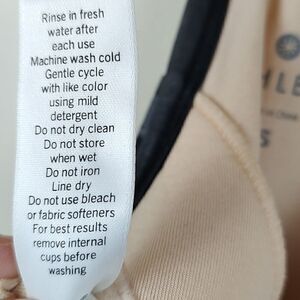 Rinse in fresh
water after
each use
Machine wash cold
Gentle cycle
with like color
using mild
detergent
Do not dry clean
Do not store
when wet
Do not iron
Line dry
Do not use bleach
or fabric softeners
For best results
remove internal
cups before
washing
HLE
S